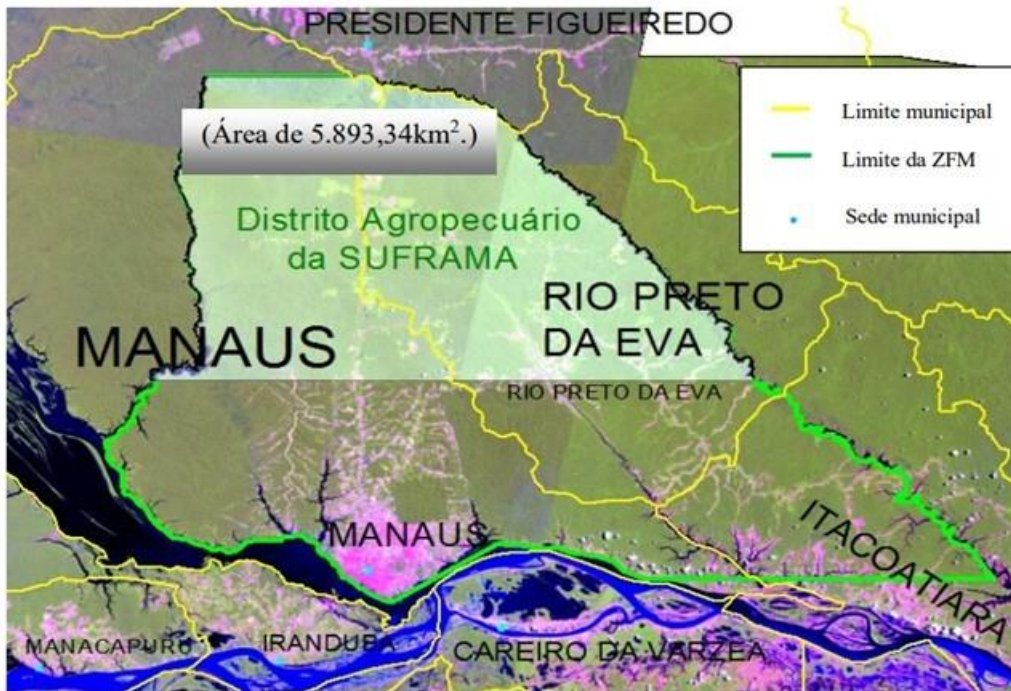 PRESIDENTE FIGUEIREDO
(Área de 5.893,34km².)
Limite municipal
Limite da ZFM
Sede municipal
Distrito Agropecuário
da SUFRAMA
MANAUS
RIO PRETO
DA EVA
RIO PRETO DA EVA
MANAUS
ITACOATIARA
MANACAPURU
IRANDUBA
CAREIRO DA VARZEA